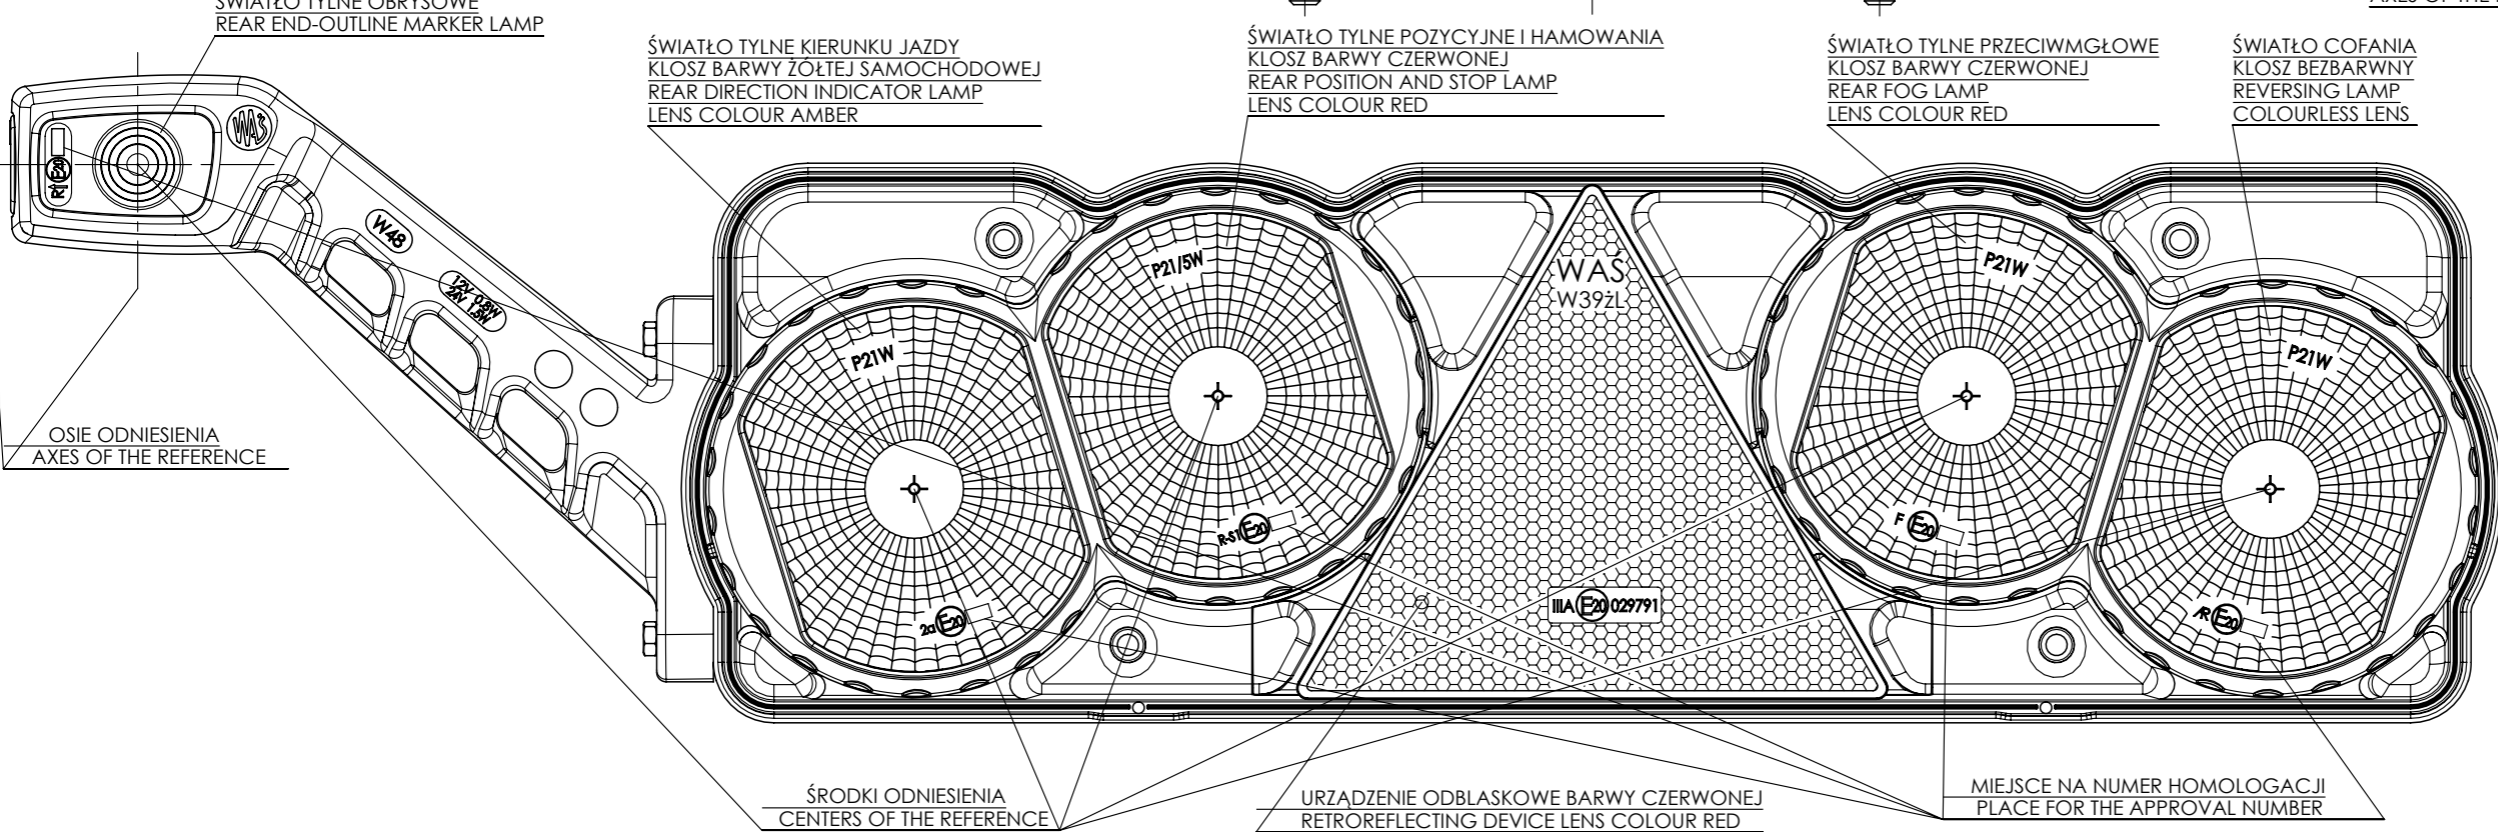 ŚWIATŁO TYLNE OBRYSOWE
REAR END-OUTLINE MARKER LAMP
ŚWIATŁO TYLNE KIERUNKU JAZDY
KLOSZ BARWY ŻÓŁTEJ SAMOCHODOWEJ
REAR DIRECTION INDICATOR LAMP
LENS COLOUR AMBER
ŚWIATŁO TYLNE POZYCYJNE I HAMOWANIA
KLOSZ BARWY CZERWONEJ
REAR POSITION AND STOP LAMP
LENS COLOUR RED
ŚWIATŁO TYLNE PRZECIWMGŁOWE
KLOSZ BARWY CZERWONEJ
REAR FOG LAMP
LENS COLOUR RED
ŚWIATŁO COFANIA
KLOSZ BEZBARWNY
REVERSING LAMP
COLOURLESS LENS
AXES OF THE
WAŚ
R1 E20
W48
12V 0.8W
24V 1.5W
P21W
P21/5W
WAŚ
W39żL
P21W
P21W
2a E20
R-S1 E20
IIIA E20 029791
F E20
AR E20
OSIE ODNIESIENIA
AXES OF THE REFERENCE
ŚRODKI ODNIESIENIA
CENTERS OF THE REFERENCE
URZĄDZENIE ODBLASKOWE BARWY CZERWONEJ
RETROREFLECTING DEVICE LENS COLOUR RED
MIEJSCE NA NUMER HOMOLOGACJI
PLACE FOR THE APPROVAL NUMBER